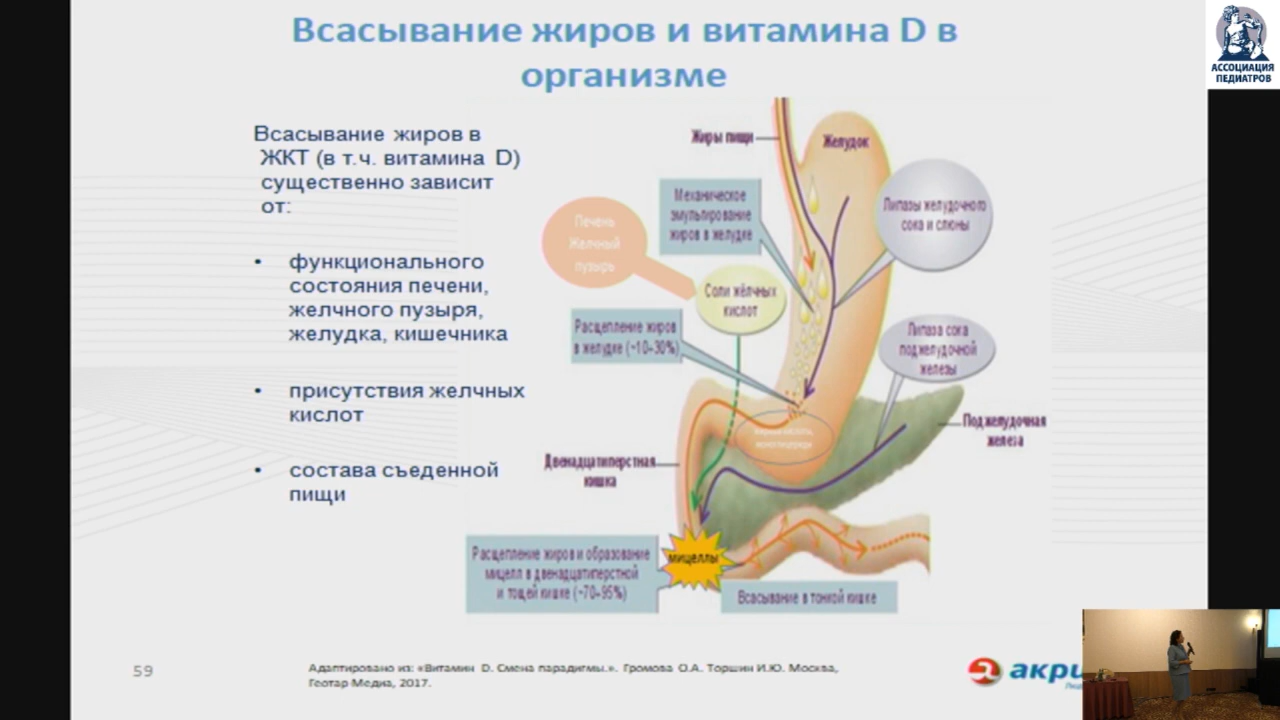 Всасывание жиров и витамина D в
организме
АССОЦИАЦИЯ
ПЕДИАТРОВ
Всасывание жиров в
ЖКТ (в т.ч. витамина D)
существенно зависит
от:
• функционального
состояния печени,
желчного пузыря,
желудка, кишечника
• присутствия желчных
кислот
• состава съеденной
пищи
Жиры пищи
Желудок
Механическое
эмульгирование
жиров в желудке
Липазы желудочного
сока и слюны
Печень
Желчный
пузырь
Соли жёлчных
кислот
Расщепление жиров
в желудке (~10-30%)
Липаза сока
поджелудочной
железы
Поджелудочная
железа
Двенадцатиперстная
кишка
мицеллы
Расщепление жиров и образование
мицелл в двенадцатиперстной
и тощей кишке (~70-95%)
Всасывание в тонкой кишке
59
Адаптировано из: «Витамин D. Смена парадигмы.». Громова О.А. Торшин И.Ю. Москва,
Геотар-Медиа, 2017.
акри